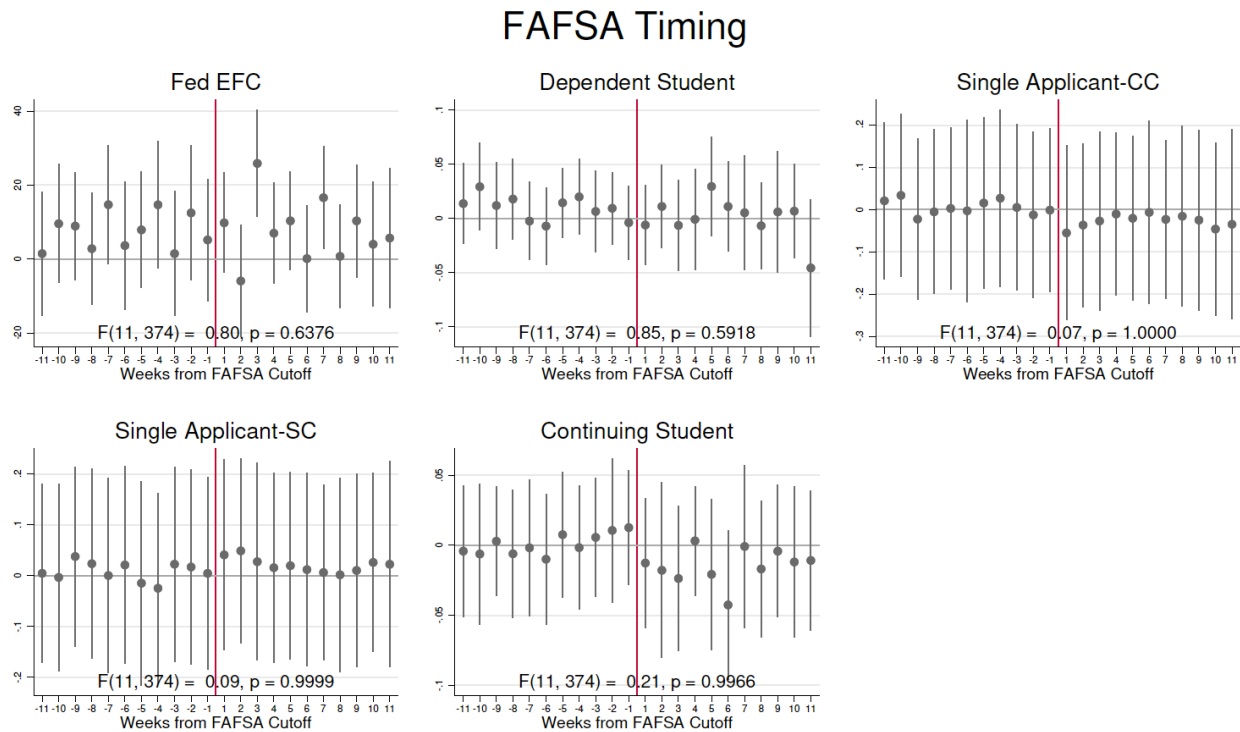 FAFSA Timing
Fed EFC
40
20
0
-20
F(11, 374) = 0.80, p = 0.6376
-11 -10 -9 -8 -7 -6 -5 -4 -3 -2 -1 1 2 3 4 5 6 7 8 9 10 11
Weeks from FAFSA Cutoff
Dependent Student
.1
.05
0
-.05
-.1
F(11, 374) = 0.85, p = 0.5918
-11 -10 -9 -8 -7 -6 -5 -4 -3 -2 -1 1 2 3 4 5 6 7 8 9 10 11
Weeks from FAFSA Cutoff
Single Applicant-CC
.2
.1
0
-.1
-.2
-.3
F(11, 374) = 0.07, p = 1.0000
-11 -10 -9 -8 -7 -6 -5 -4 -3 -2 -1 1 2 3 4 5 6 7 8 9 10 11
Weeks from FAFSA Cutoff
Single Applicant-SC
.2
.1
0
-.1
-.2
F(11, 374) = 0.09, p = 0.9999
-11 -10 -9 -8 -7 -6 -5 -4 -3 -2 -1 1 2 3 4 5 6 7 8 9 10 11
Weeks from FAFSA Cutoff
Continuing Student
.05
0
-.05
-.1
F(11, 374) = 0.21, p = 0.9966
-11 -10 -9 -8 -7 -6 -5 -4 -3 -2 -1 1 2 3 4 5 6 7 8 9 10 11
Weeks from FAFSA Cutoff